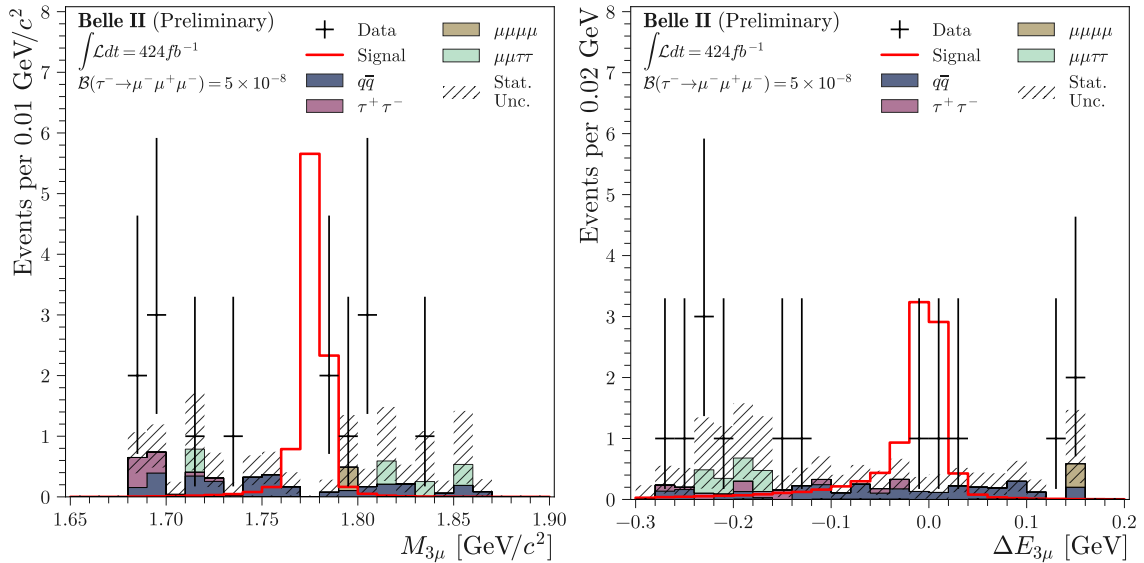 Belle II (Preliminary)
∫ℒdt = 424 fb⁻¹
ℬ(τ⁻→μ⁻μ⁺μ⁻) = 5 × 10⁻⁸
Data
Signal
qq̅
τ⁺τ⁻
μμμμ
μμττ
Stat.
Unc.
Events per 0.01 GeV/c²
8
7
6
5
4
3
2
1
0
1.65
1.70
1.75
1.80
1.85
1.90
M₃μ [GeV/c²]
Belle II (Preliminary)
∫ℒdt = 424 fb⁻¹
ℬ(τ⁻→μ⁻μ⁺μ⁻) = 5 × 10⁻⁸
Data
Signal
qq̅
τ⁺τ⁻
μμμμ
μμττ
Stat.
Unc.
Events per 0.02 GeV
8
7
6
5
4
3
2
1
0
−0.3
−0.2
−0.1
0.0
0.1
0.2
ΔE₃μ [GeV]